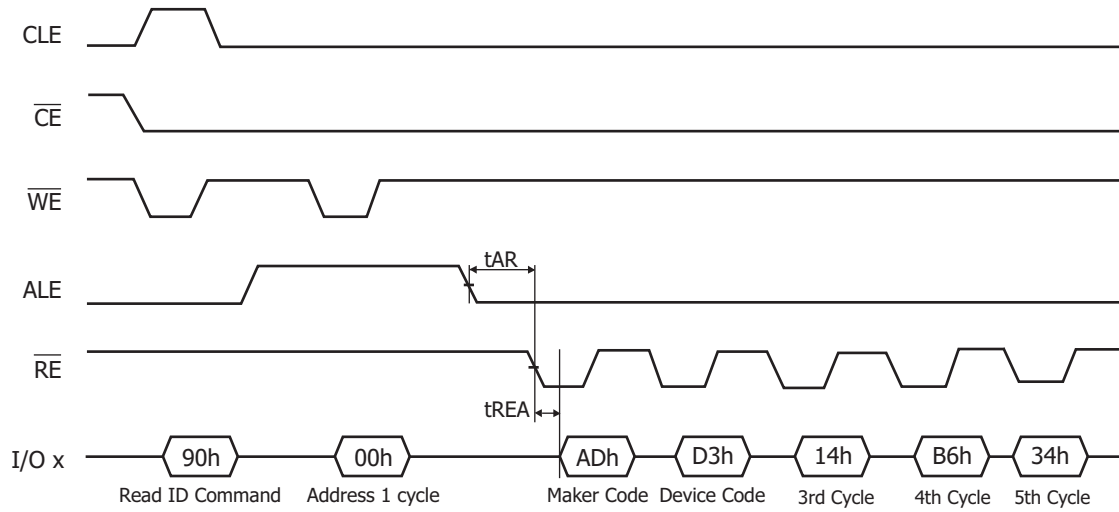 CLE
CE
WE
ALE
tAR
RE
tREA
I/O x
90h
00h
ADh
D3h
14h
B6h
34h
Read ID Command
Address 1 cycle
Maker Code
Device Code
3rd Cycle
4th Cycle
5th Cycle